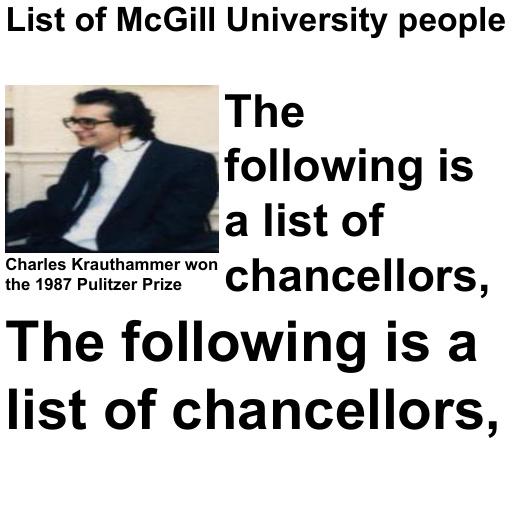 List of McGill University people
The
following is
a list of
chancellors,
Charles Krauthammer won
the 1987 Pulitzer Prize
The following is a
list of chancellors,